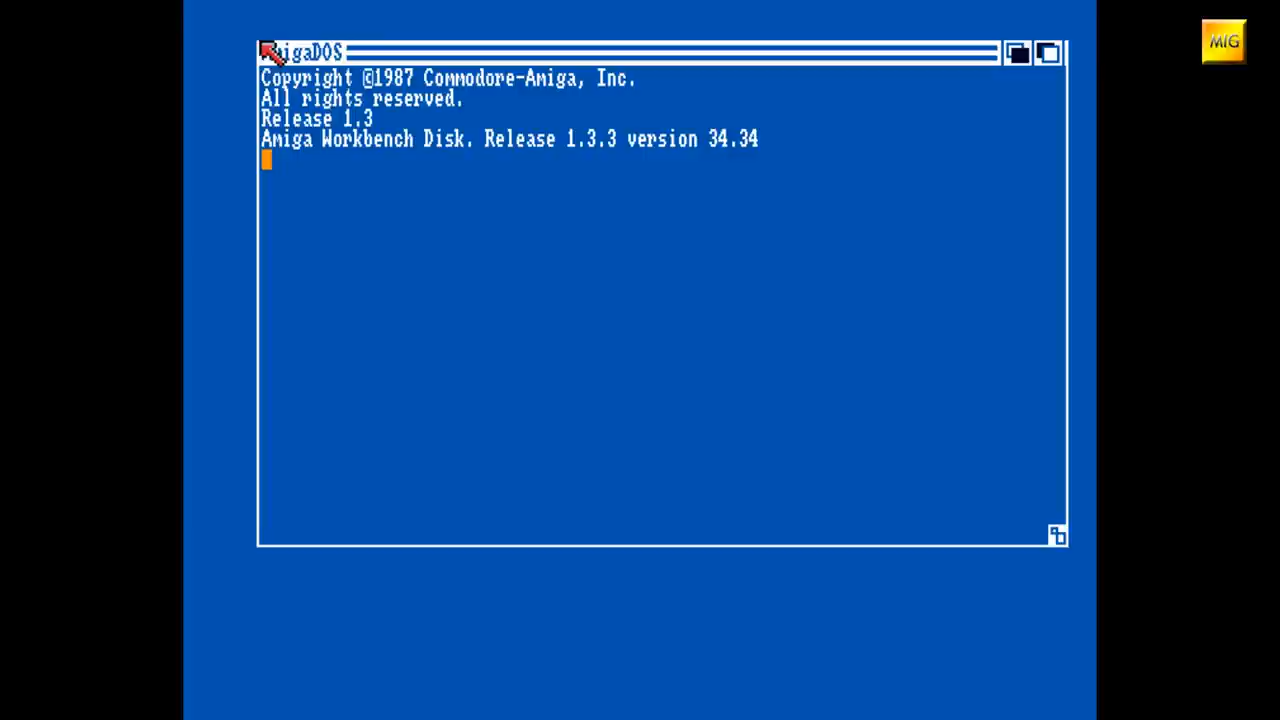 AmigaDOS
Copyright ©1987 Commodore-Amiga, Inc.
All rights reserved.
Release 1.3
Amiga Workbench Disk. Release 1.3.3 version 34.34
MIG